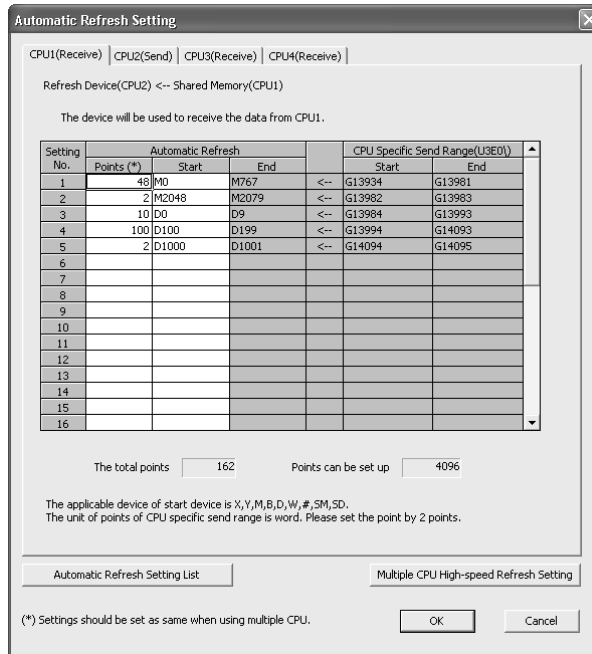 Automatic Refresh Setting
CPU1(Receive) CPU2(Send) CPU3(Receive) CPU4(Receive)
Refresh Device(CPU2) <-- Shared Memory(CPU1)
The device will be used to receive the data from CPU1.
Setting No. Automatic Refresh CPU Specific Send Range(U3E0\)
Points (*) Start End Start End
1 48 M0 M767 <-- G13934 G13981
2 2 M2048 M2079 <-- G13982 G13983
3 10 D0 D9 <-- G13984 G13993
4 100 D100 D199 <-- G13994 G14093
5 2 D1000 D1001 <-- G14094 G14095
6
7
8
9
10
11
12
13
14
15
16
The total points 162 Points can be set up 4096
The applicable device of start device is X,Y,M,B,D,W,#,SM,SD.
The unit of points of CPU specific send range is word. Please set the point by 2 points.
Automatic Refresh Setting List Multiple CPU High-speed Refresh Setting
(*) Settings should be set as same when using multiple CPU. OK Cancel